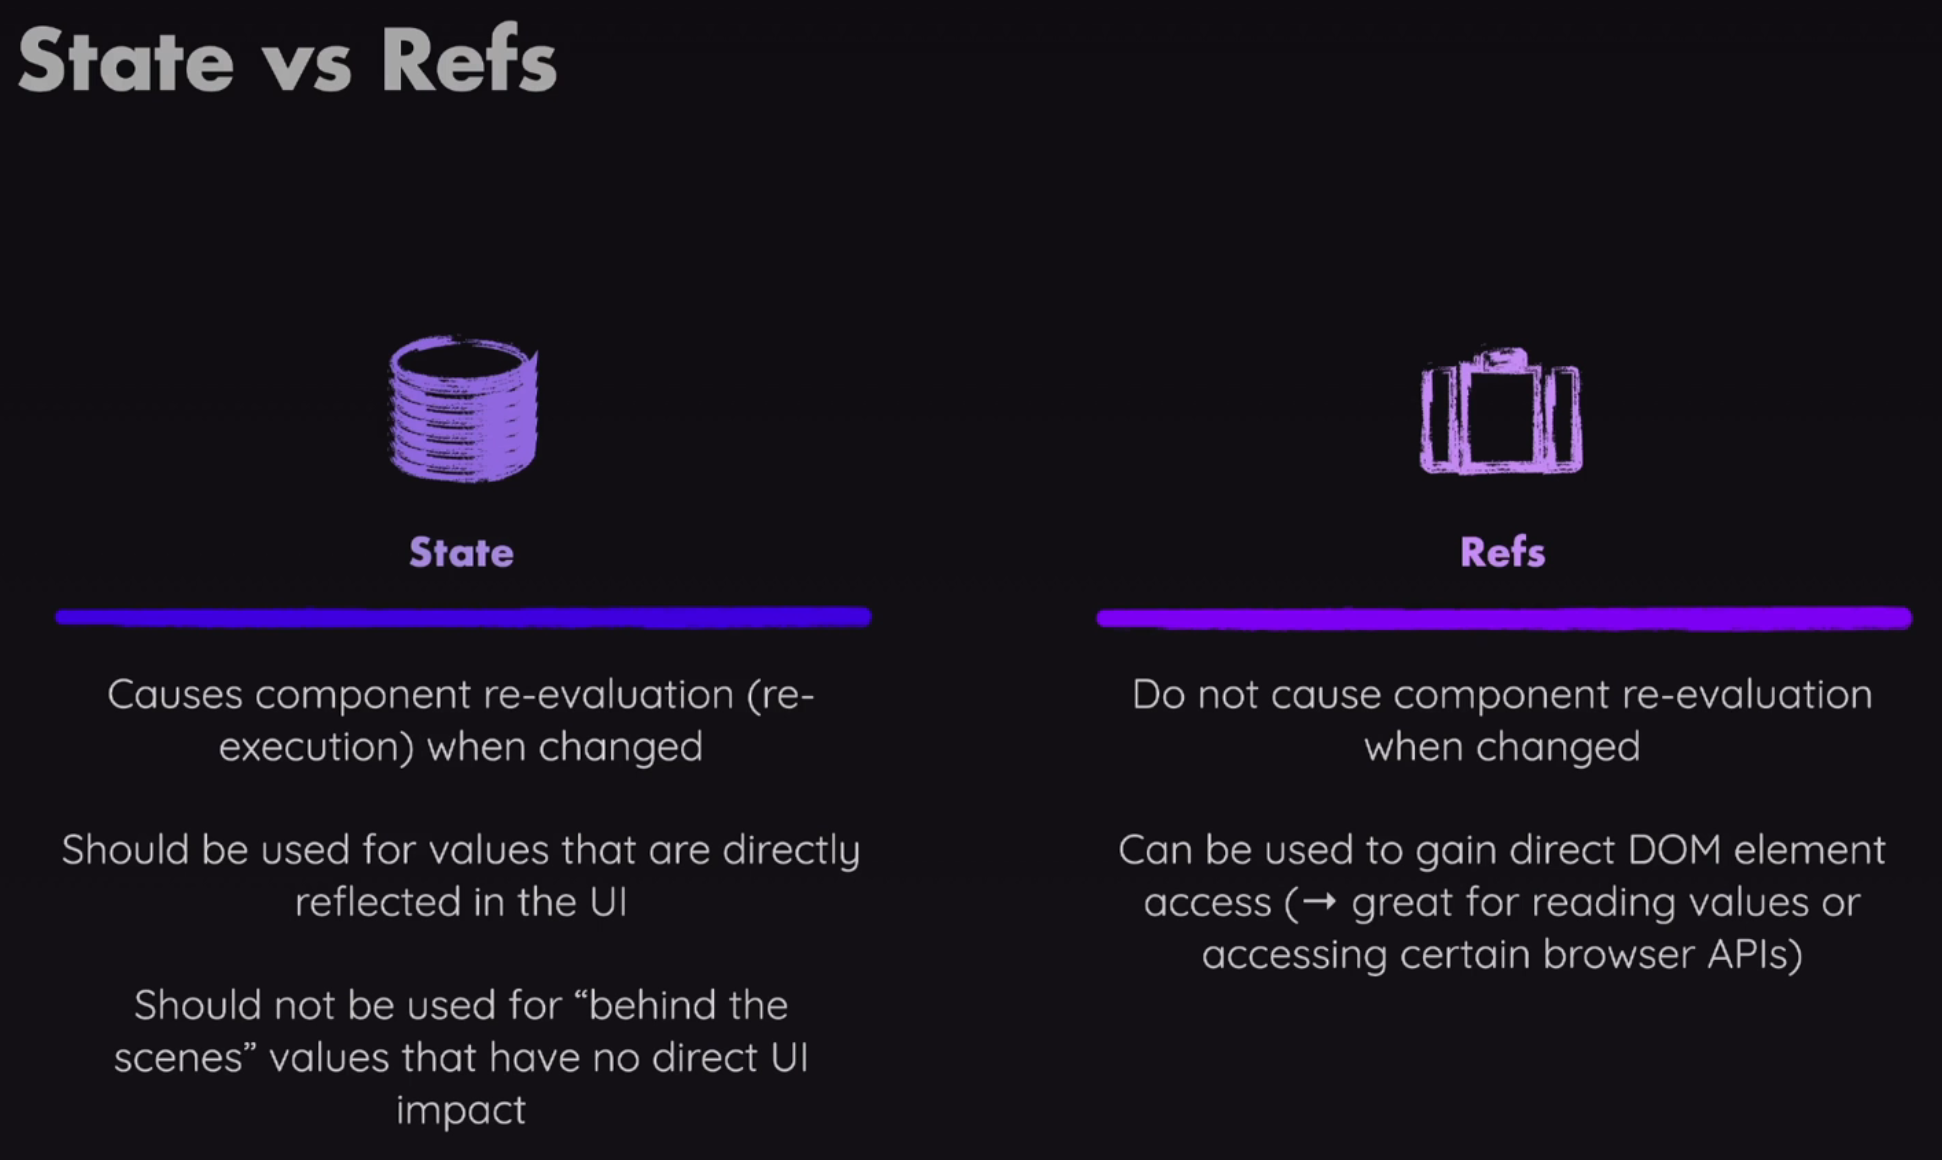 State vs Refs
State
Causes component re-evaluation (re-
execution) when changed
Should be used for values that are directly
reflected in the UI
Should not be used for “behind the
scenes” values that have no direct UI
impact
Refs
Do not cause component re-evaluation
when changed
Can be used to gain direct DOM element
access (→ great for reading values or
accessing certain browser APIs)